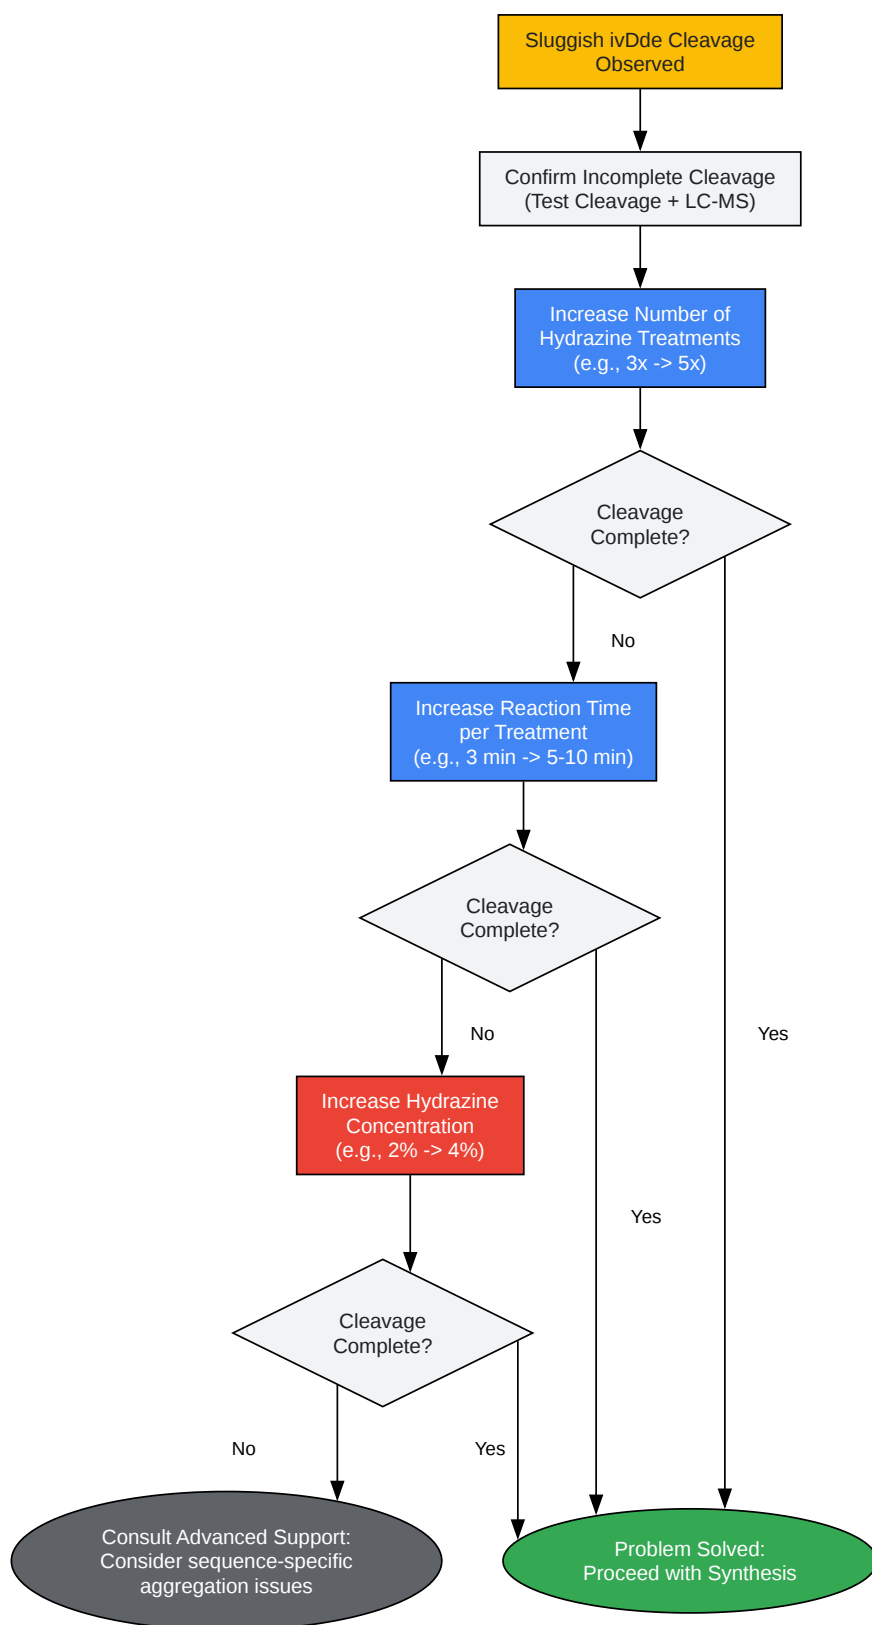 Sluggish ivDde Cleavage
Observed
Confirm Incomplete Cleavage
(Test Cleavage + LC-MS)
Increase Number of
Hydrazine Treatments
(e.g., 3x -> 5x)
Cleavage
Complete?
No
Increase Reaction Time
per Treatment
(e.g., 3 min -> 5-10 min)
Cleavage
Complete?
No
Yes
Increase Hydrazine
Concentration
(e.g., 2% -> 4%)
Yes
Cleavage
Complete?
No
Yes
Consult Advanced Support:
Consider sequence-specific
aggregation issues
Problem Solved:
Proceed with Synthesis